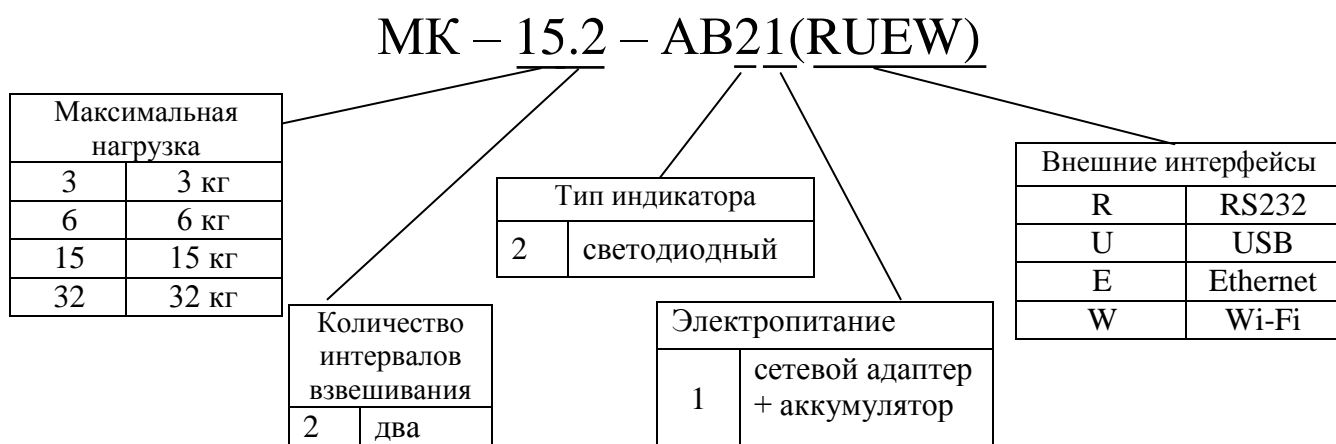 МК – 15.2 – АВ21(RUEW)
Максимальная
нагрузка
3 3 кг
6 6 кг
15 15 кг
32 32 кг
Количество
интервалов
взвешивания
2 два
Тип индикатора
2 светодиодный
Электропитание
1 сетевой адаптер
+ аккумулятор
Внешние интерфейсы
R RS232
U USB
E Ethernet
W Wi-Fi